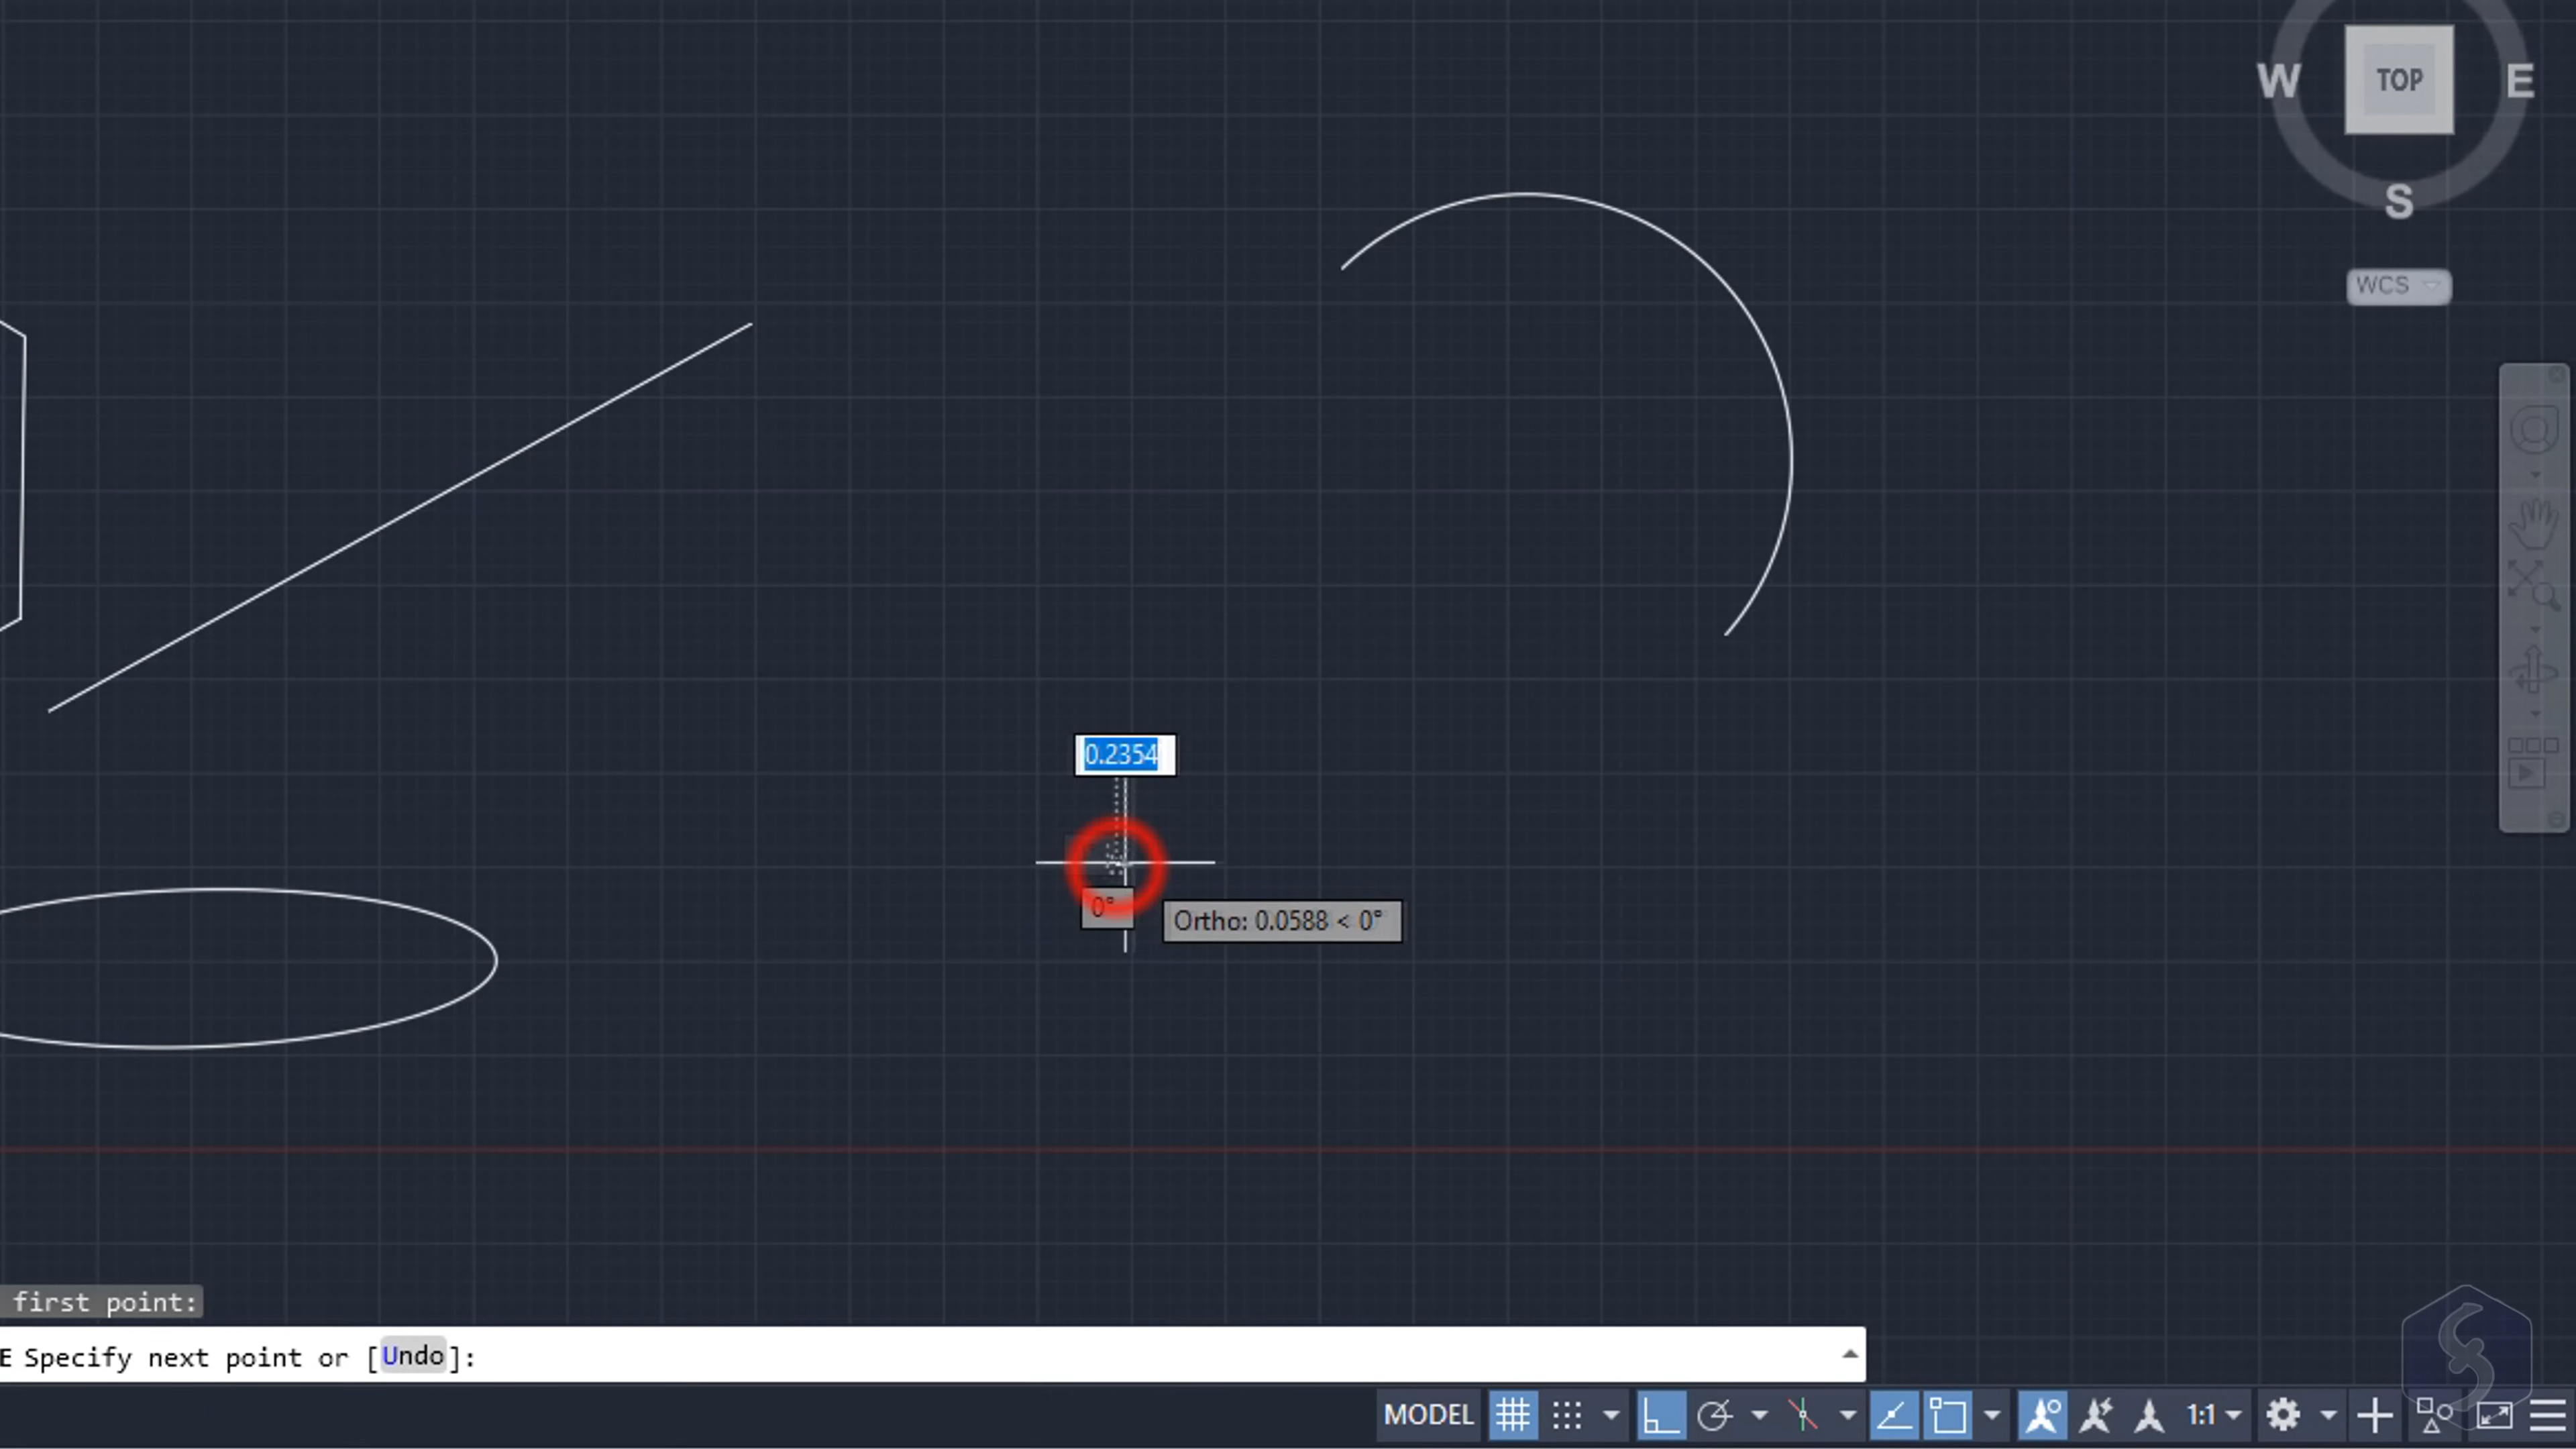 W TOP E
S
WCS
0.2354
0°
Ortho: 0.0588 < 0°
first point:
E Specify next point or [Undo]:
MODEL 1:1